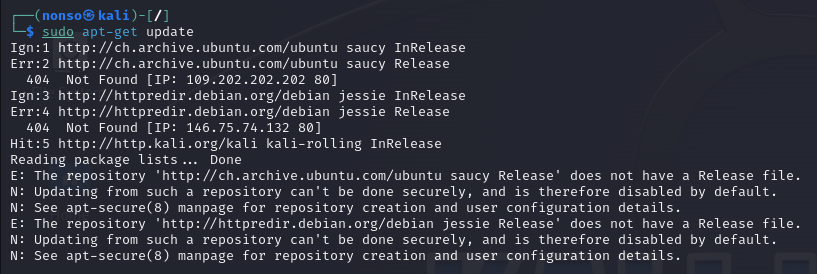 ┌──(nonso㉿kali)-[/]
└─$ sudo apt-get update
Ign:1 http://ch.archive.ubuntu.com/ubuntu saucy InRelease
Err:2 http://ch.archive.ubuntu.com/ubuntu saucy Release
  404  Not Found [IP: 109.202.202.202 80]
Ign:3 http://httpredir.debian.org/debian jessie InRelease
Err:4 http://httpredir.debian.org/debian jessie Release
  404  Not Found [IP: 146.75.74.132 80]
Hit:5 http://http.kali.org/kali kali-rolling InRelease
Reading package lists... Done
E: The repository 'http://ch.archive.ubuntu.com/ubuntu saucy Release' does not have a Release file.
N: Updating from such a repository can't be done securely, and is therefore disabled by default.
N: See apt-secure(8) manpage for repository creation and user configuration details.
E: The repository 'http://httpredir.debian.org/debian jessie Release' does not have a Release file.
N: Updating from such a repository can't be done securely, and is therefore disabled by default.
N: See apt-secure(8) manpage for repository creation and user configuration details.